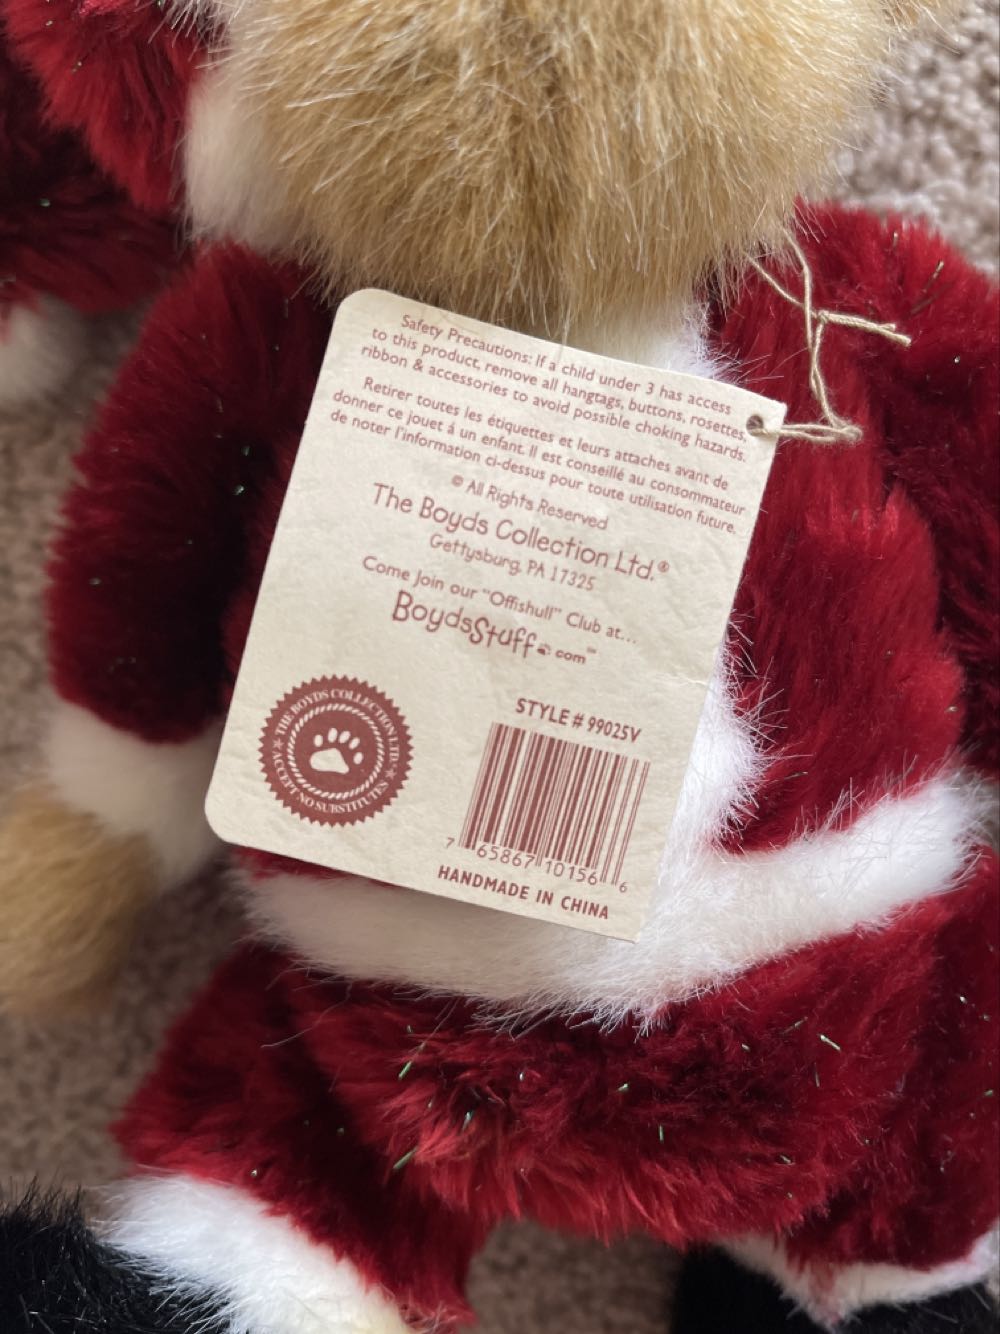 Safety Precautions: If a child under 3 has access
to this product, remove all hangtags, buttons, rosettes,
ribbon & accessories to avoid possible choking hazards.
Retirer toutes les étiquettes et leurs attaches avant de
donner ce jouet á un enfant. Il est conseillé au consommateur
de noter l'information ci-dessus pour toute utilisation future.
© All Rights Reserved
The Boyds Collection Ltd.®
Gettysburg, PA 17325
Come Join our "Offishull" Club at...
BoydsStuff.com™
THE BOYDS COLLECTION LTD.
ACCEPT NO SUBSTITUTES
STYLE # 99025V
7 65867 10156 6
HANDMADE IN CHINA